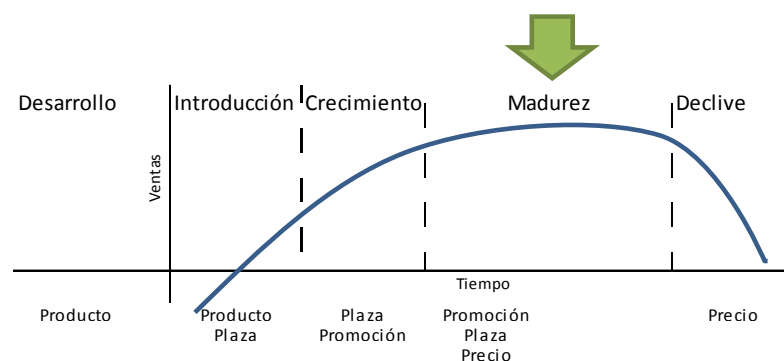 Desarrollo
Introducción
Crecimiento
Madurez
Declive
Ventas
Tiempo
Producto
Producto
Plaza
Plaza
Promoción
Promoción
Plaza
Precio
Precio